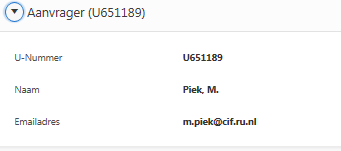 Aanvrager (U651189)
U-Nummer U651189
Naam Piek, M.
Emailadres m.piek@cif.ru.nl